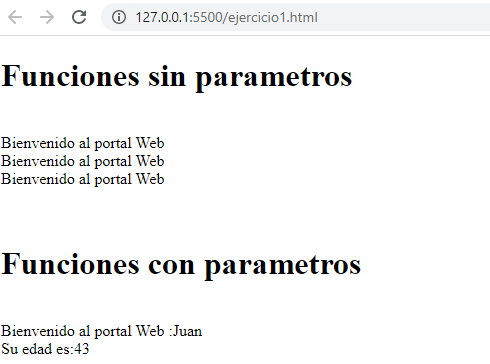 127.0.0.1:5500/ejercicio1.html
Funciones sin parametros
Bienvenido al portal Web
Bienvenido al portal Web
Bienvenido al portal Web
Funciones con parametros
Bienvenido al portal Web :Juan
Su edad es:43